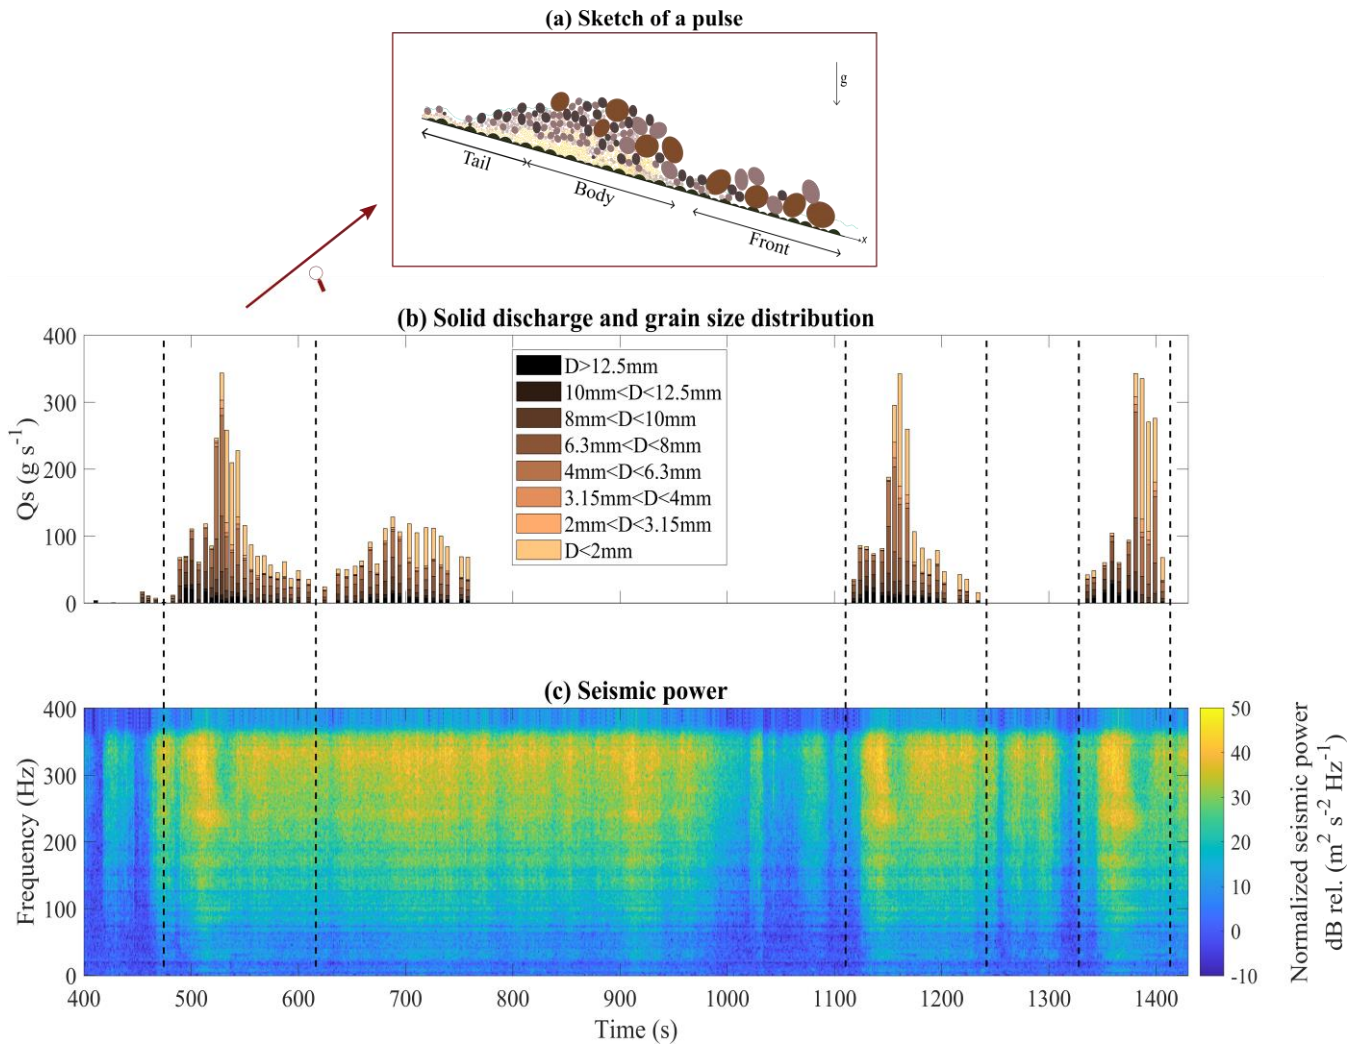 (a) Sketch of a pulse
g
Tail
Body
Front
x
(b) Solid discharge and grain size distribution
400
300
200
100
0
Qs (g s⁻¹)
D>12.5mm
10mm<D<12.5mm
8mm<D<10mm
6.3mm<D<8mm
4mm<D<6.3mm
3.15mm<D<4mm
2mm<D<3.15mm
D<2mm
(c) Seismic power
400
300
200
100
0
Frequency (Hz)
400 500 600 700 800 900 1000 1100 1200 1300 1400
Time (s)
50
40
30
20
10
0
-10
Normalized seismic power
dB rel. (m² s⁻² Hz⁻¹)